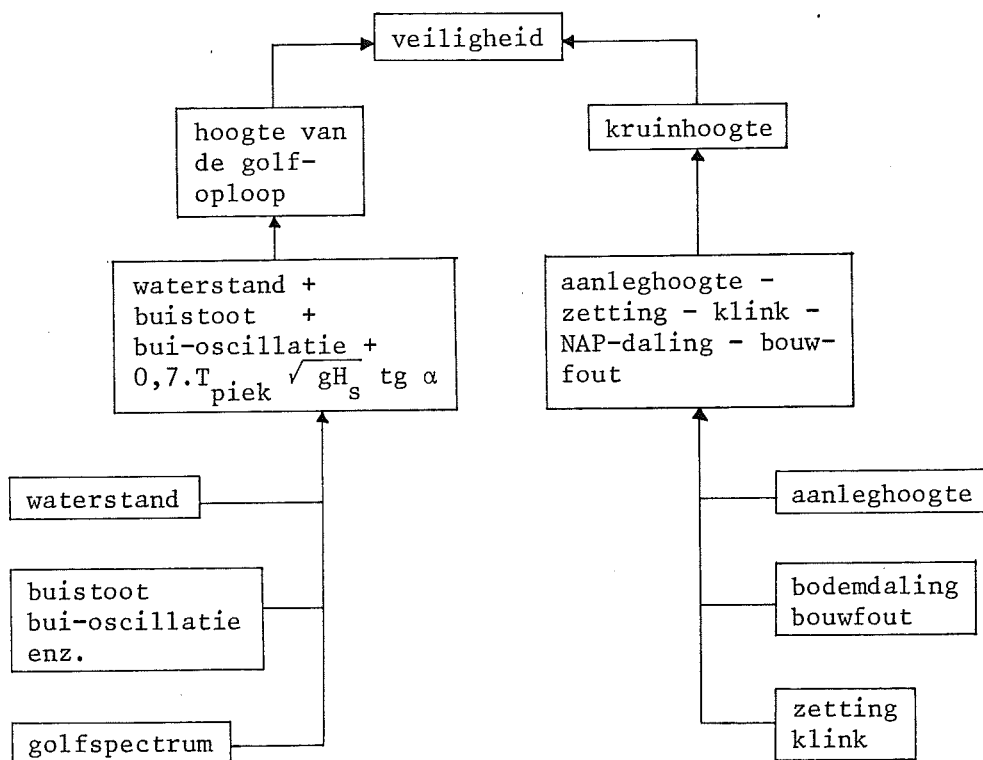 veiligheid
hoogte van
de golf-
oploop
kruinhoogte
waterstand +
buistoot +
bui-oscillatie +
0,7.T_piek √gH_s tg α
aanleghoogte -
zetting - klink -
NAP-daling - bouw-
fout
waterstand
buistoot
bui-oscillatie
enz.
golfspectrum
aanleghoogte
bodemdaling
bouwfout
zetting
klink